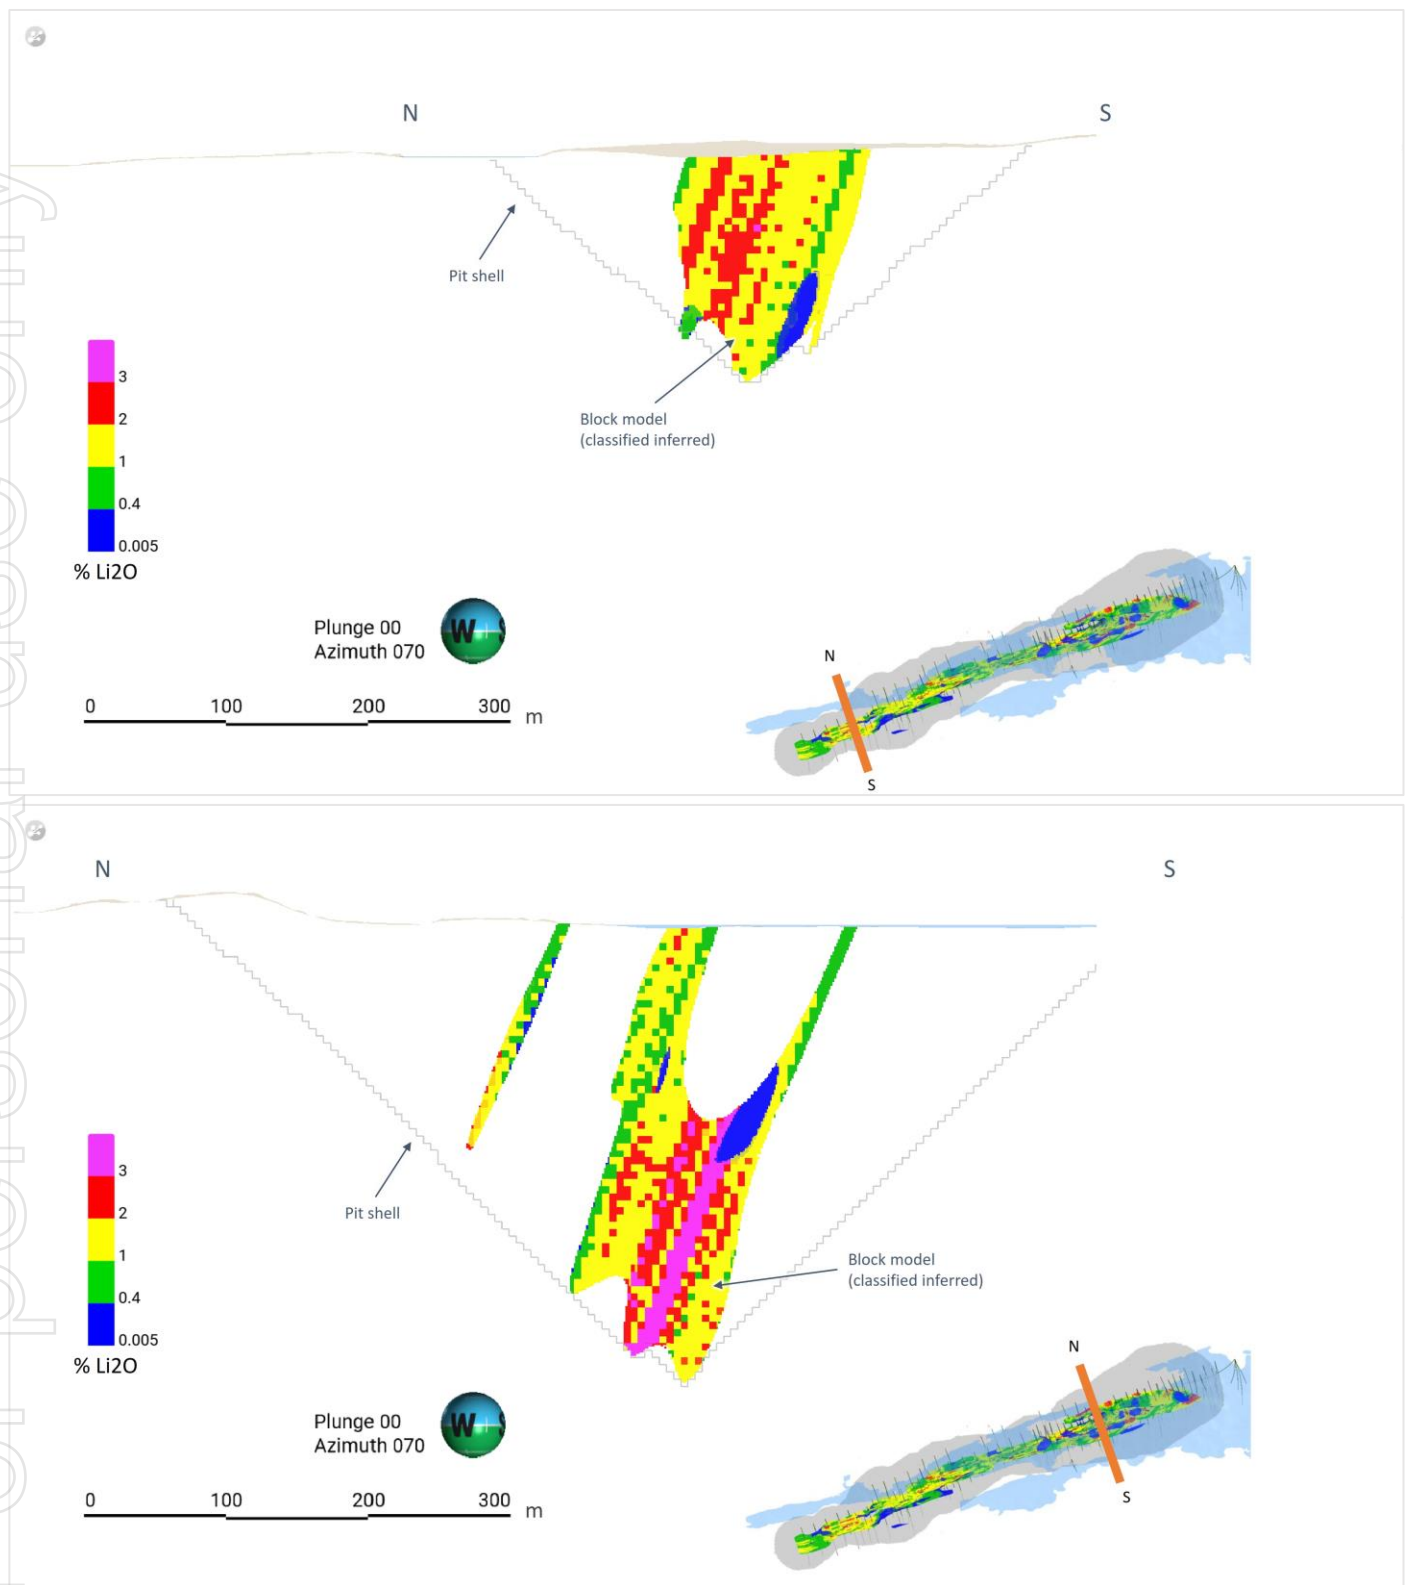 N
S
Pit shell
Block model
(classified inferred)
3
2
1
0.4
0.005
% Li2O
Plunge 00
Azimuth 070
W
S
0 100 200 300 m
N
S
N
S
Pit shell
Block model
(classified inferred)
3
2
1
0.4
0.005
% Li2O
Plunge 00
Azimuth 070
W
S
0 100 200 300 m
N
S